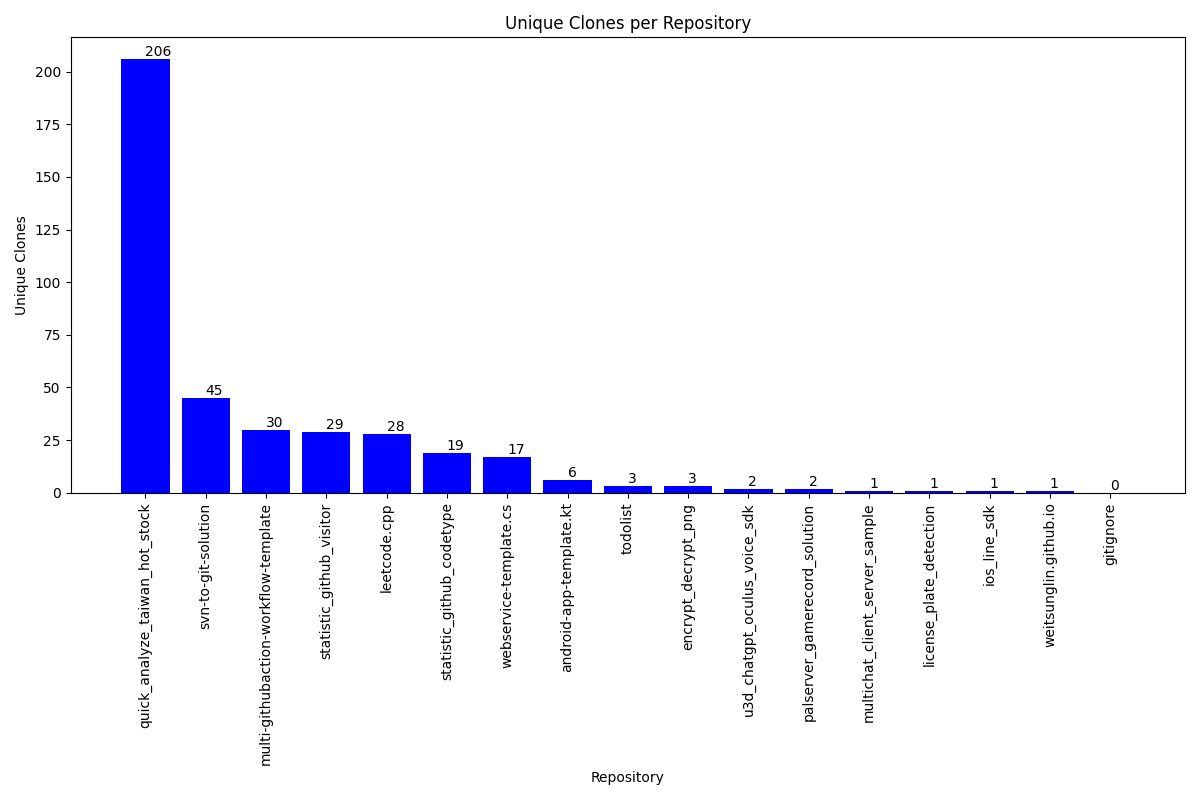 Unique Clones per Repository
Unique Clones
200
175
150
125
100
75
50
25
0
206
45
30
29
28
19
17
6
3
3
2
2
1
1
1
1
0
quick_analyze_taiwan_hot_stock
svn-to-git-solution
multi-githubaction-workflow-template
statistic_github_visitor
leetcode.cpp
statistic_github_codetype
webservice-template.cs
android-app-template.kt
todolist
encrypt_decrypt_png
u3d_chatgpt_oculus_voice_sdk
palserver_gamerecord_solution
multichat_client_server_sample
license_plate_detection
ios_line_sdk
weitsunglin.github.io
gitignore
Repository